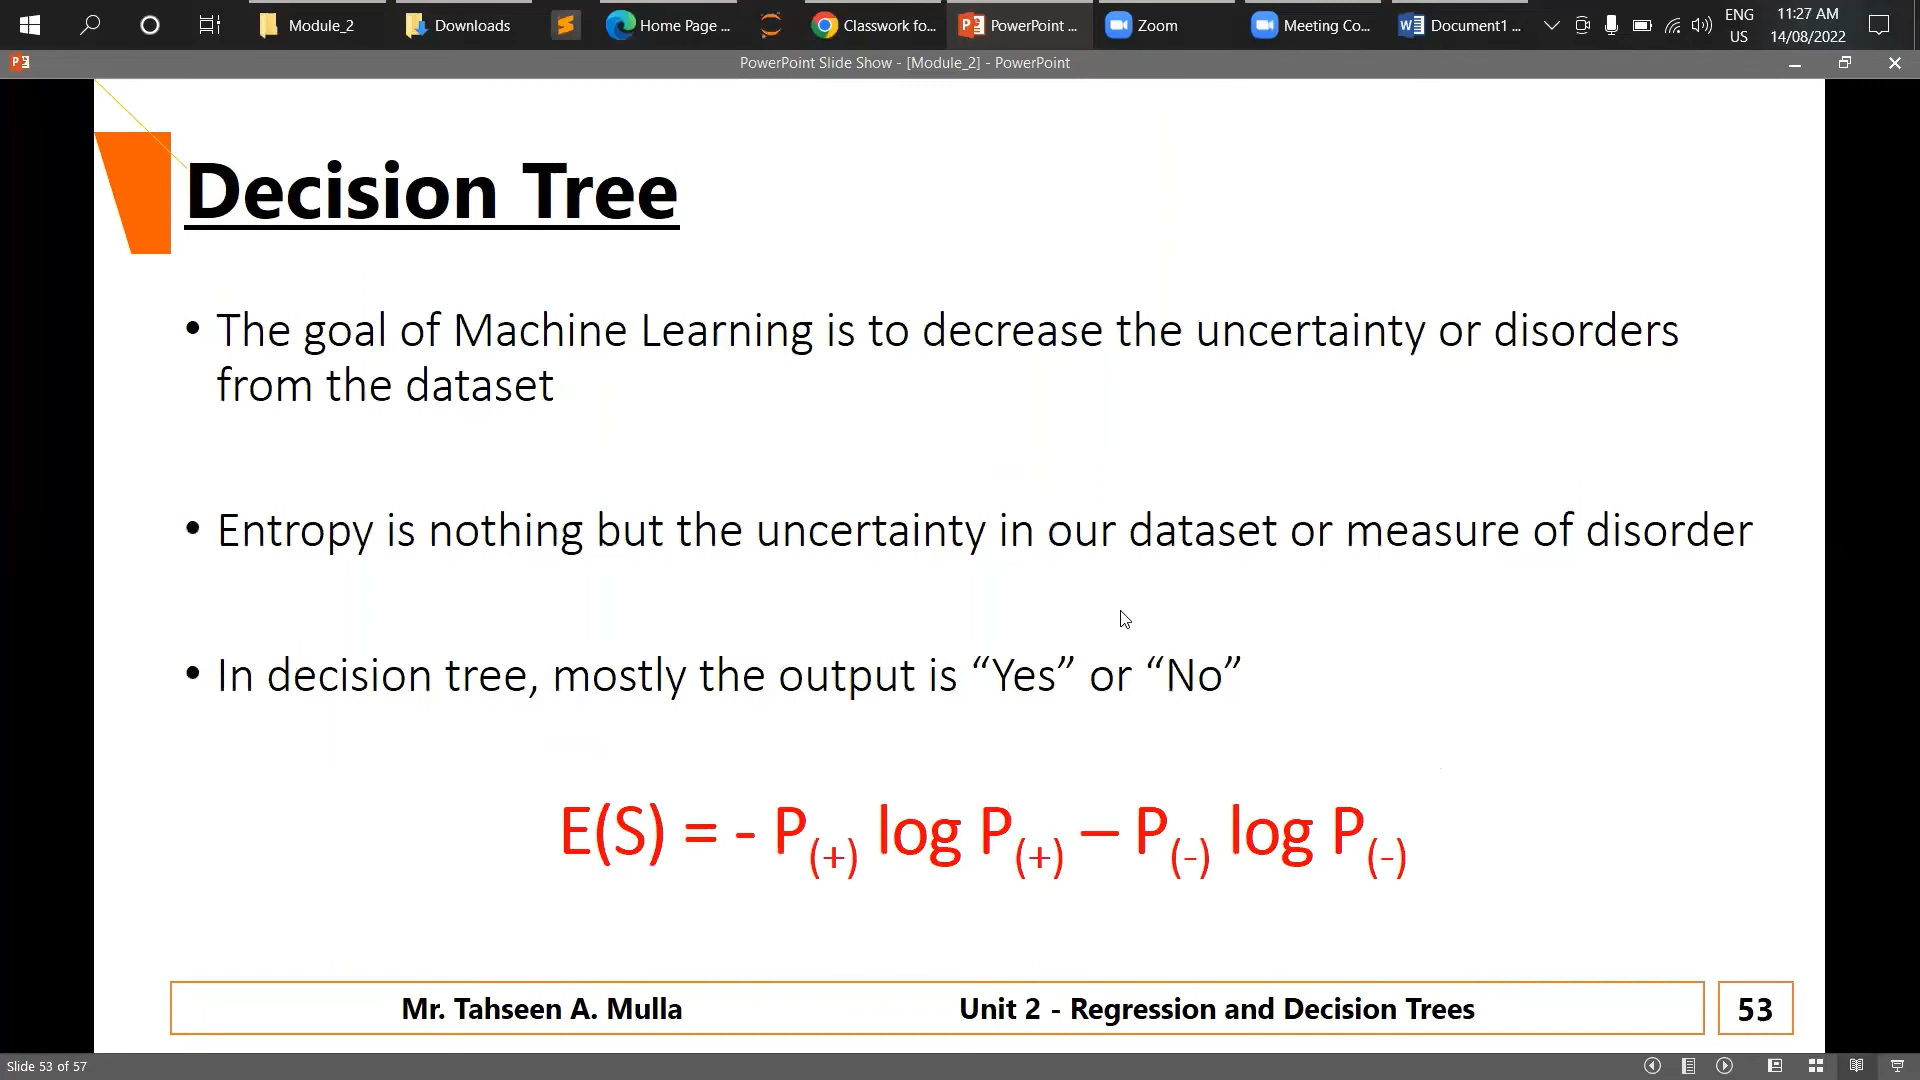 Module_2
Downloads
Home Page ...
Classwork fo...
PowerPoint ...
Zoom
Meeting Co...
Document1 ...
ENG
US
11:27 AM
14/08/2022
PowerPoint Slide Show - [Module_2] - PowerPoint
Decision Tree
• The goal of Machine Learning is to decrease the uncertainty or disorders
from the dataset
• Entropy is nothing but the uncertainty in our dataset or measure of disorder
• In decision tree, mostly the output is “Yes” or “No”
E(S) = - P(+) log P(+) – P(-) log P(-)
Mr. Tahseen A. Mulla Unit 2 - Regression and Decision Trees 53
Slide 53 of 57